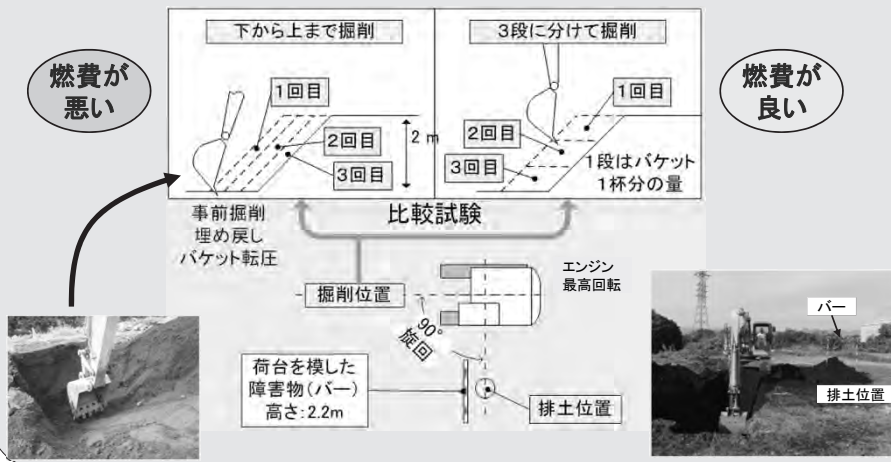 下から上まで掘削
3段に分けて掘削
燃費が
悪い
燃費が
良い
1回目
2回目
3回目
2 m
1回目
2回目
3回目
1段はバケット
1杯分の量
事前掘削
埋め戻し
バケット転圧
比較試験
掘削位置
エンジン
最高回転
90°
旋回
荷台を模した
障害物(バー)
高さ:2.2m
排土位置
バー
排土位置